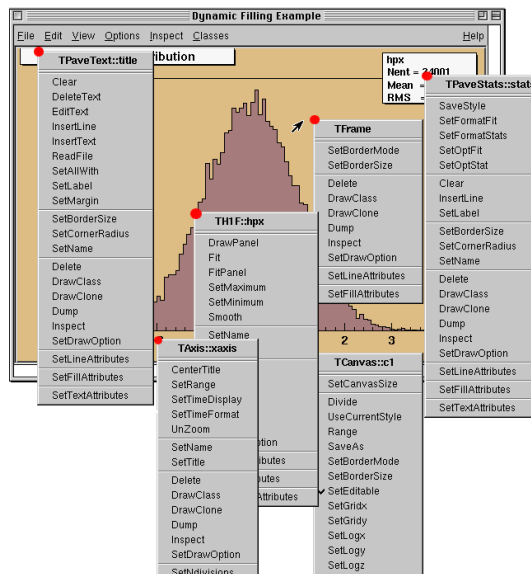 Dynamic Filling Example
File Edit View Options Inspect Classes Help
TPaveText::title
Clear
DeleteText
EditText
InsertLine
InsertText
ReadFile
SetAllWith
SetLabel
SetMargin
SetBorderSize
SetCornerRadius
SetName
Delete
DrawClass
DrawClone
Dump
Inspect
SetDrawOption
SetLineAttributes
SetFillAttributes
SetTextAttributes
hpx
Nent = 24001
Mean =
RMS =
TPaveStats::stats
SaveStyle
SetFormatFit
SetFormatStats
SetOptFit
SetOptStat
Clear
InsertLine
SetLabel
SetBorderSize
SetCornerRadius
SetName
Delete
DrawClass
DrawClone
Dump
Inspect
SetDrawOption
SetLineAttributes
SetFillAttributes
SetTextAttributes
TFrame
SetBorderMode
SetBorderSize
Delete
DrawClass
DrawClone
Dump
Inspect
SetDrawOption
SetLineAttributes
SetFillAttributes
TH1F::hpx
DrawPanel
Fit
FitPanel
SetMaximum
SetMinimum
Smooth
SetName
2 3
TAxis::xaxis
CenterTitle
SetRange
SetTimeDisplay
SetTimeFormat
UnZoom
SetName
SetTitle
Delete
DrawClass
DrawClone
Dump
Inspect
SetDrawOption
SetNdivisions
TCanvas::c1
SetCanvasSize
Divide
UseCurrentStyle
Range
SaveAs
SetBorderMode
SetBorderSize
SetEditable
SetGridx
SetGridy
SetLogx
SetLogy
SetLogz